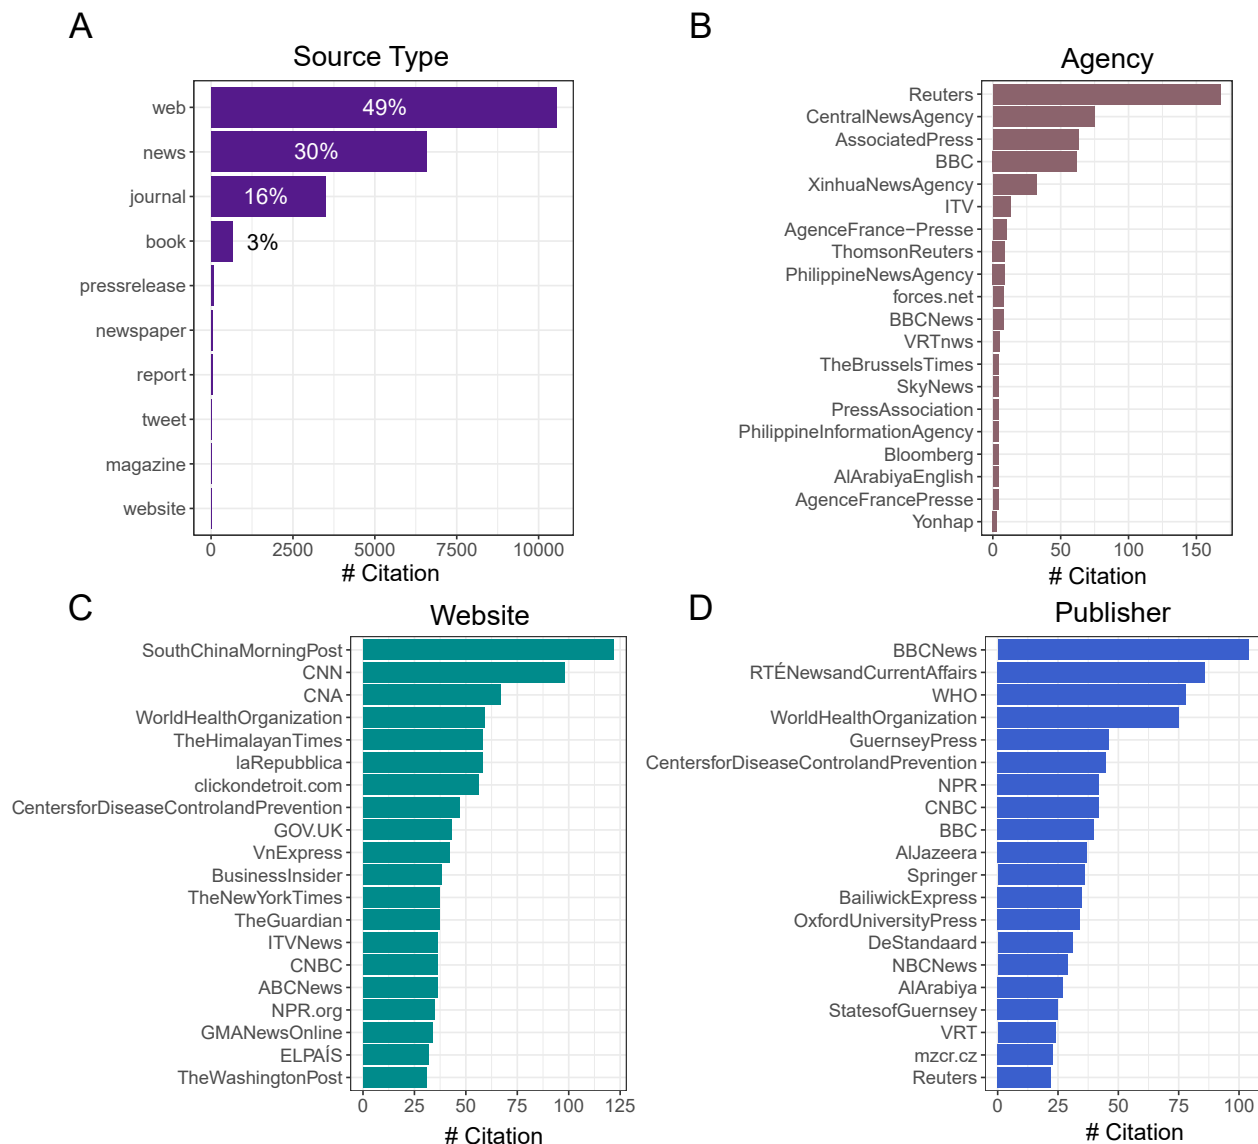 A
Source Type
web
49%
news
30%
journal
16%
book
3%
pressrelease
newspaper
report
tweet
magazine
website
0 2500 5000 7500 10000
# Citation
B
Agency
Reuters
CentralNewsAgency
AssociatedPress
BBC
XinhuaNewsAgency
ITV
AgenceFrance−Presse
ThomsonReuters
PhilippineNewsAgency
forces.net
BBCNews
VRTnws
TheBrusselsTimes
SkyNews
PressAssociation
PhilippineInformationAgency
Bloomberg
AlArabiyaEnglish
AgenceFrancePresse
Yonhap
0 50 100 150
# Citation
C
Website
SouthChinaMorningPost
CNN
CNA
WorldHealthOrganization
TheHimalayanTimes
laRepubblica
clickondetroit.com
CentersforDiseaseControlandPrevention
GOV.UK
VnExpress
BusinessInsider
TheNewYorkTimes
TheGuardian
ITVNews
CNBC
ABCNews
NPR.org
GMANewsOnline
ELPAÍS
TheWashingtonPost
0 25 50 75 100 125
# Citation
D
Publisher
BBCNews
RTÉNewsandCurrentAffairs
WHO
WorldHealthOrganization
GuernseyPress
CentersforDiseaseControlandPrevention
NPR
CNBC
BBC
AlJazeera
Springer
BailiwickExpress
OxfordUniversityPress
DeStandaard
NBCNews
AlArabiya
StatesofGuernsey
VRT
mzcr.cz
Reuters
0 25 50 75 100
# Citation